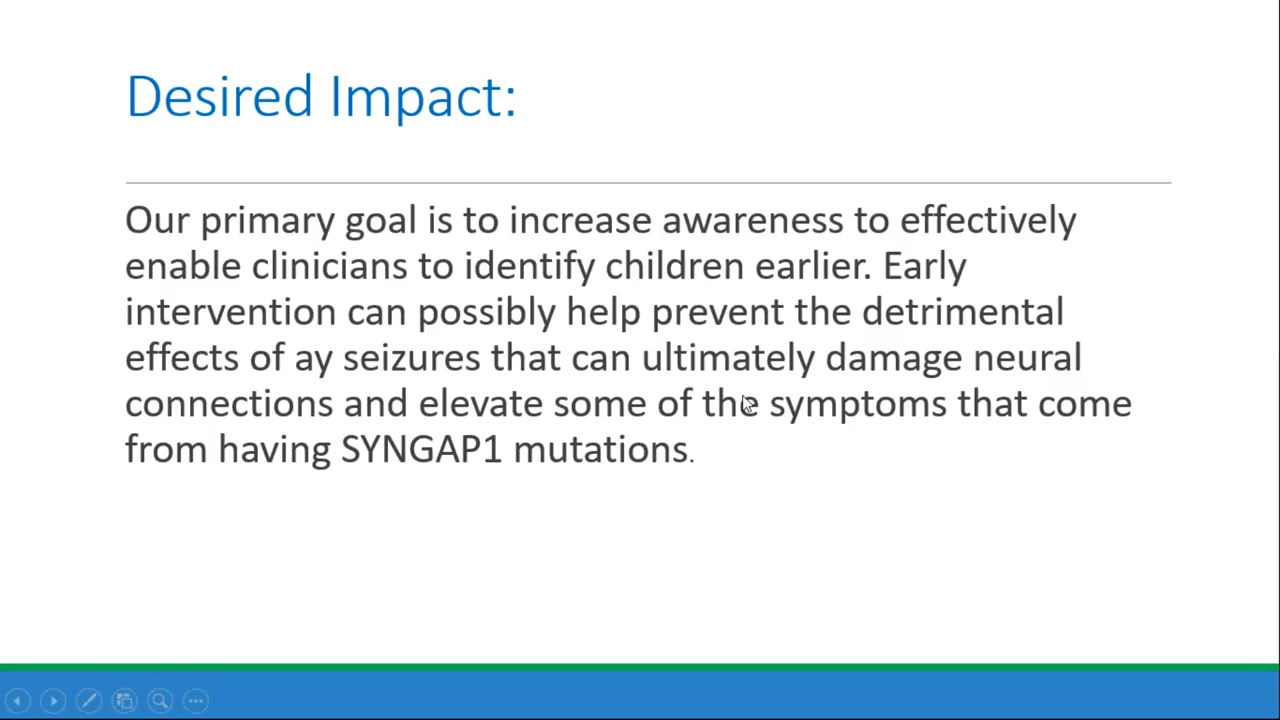 Desired Impact:
Our primary goal is to increase awareness to effectively
enable clinicians to identify children earlier. Early
intervention can possibly help prevent the detrimental
effects of ay seizures that can ultimately damage neural
connections and elevate some of the symptoms that come
from having SYNGAP1 mutations.